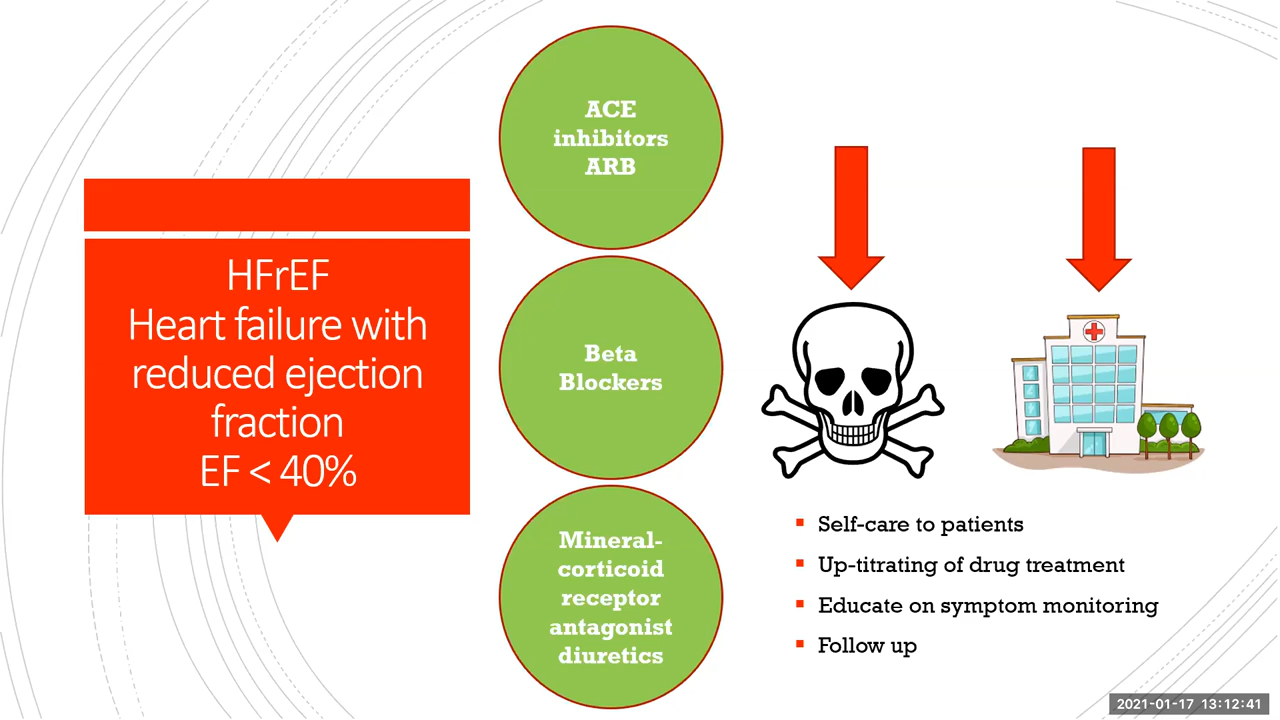 HFrEF
Heart failure with
reduced ejection
fraction
EF < 40%
ACE
inhibitors
ARB
Beta
Blockers
Mineral-
corticoid
receptor
antagonist
diuretics
Self-care to patients
Up-titrating of drug treatment
Educate on symptom monitoring
Follow up
2021-01-17 13:12:41